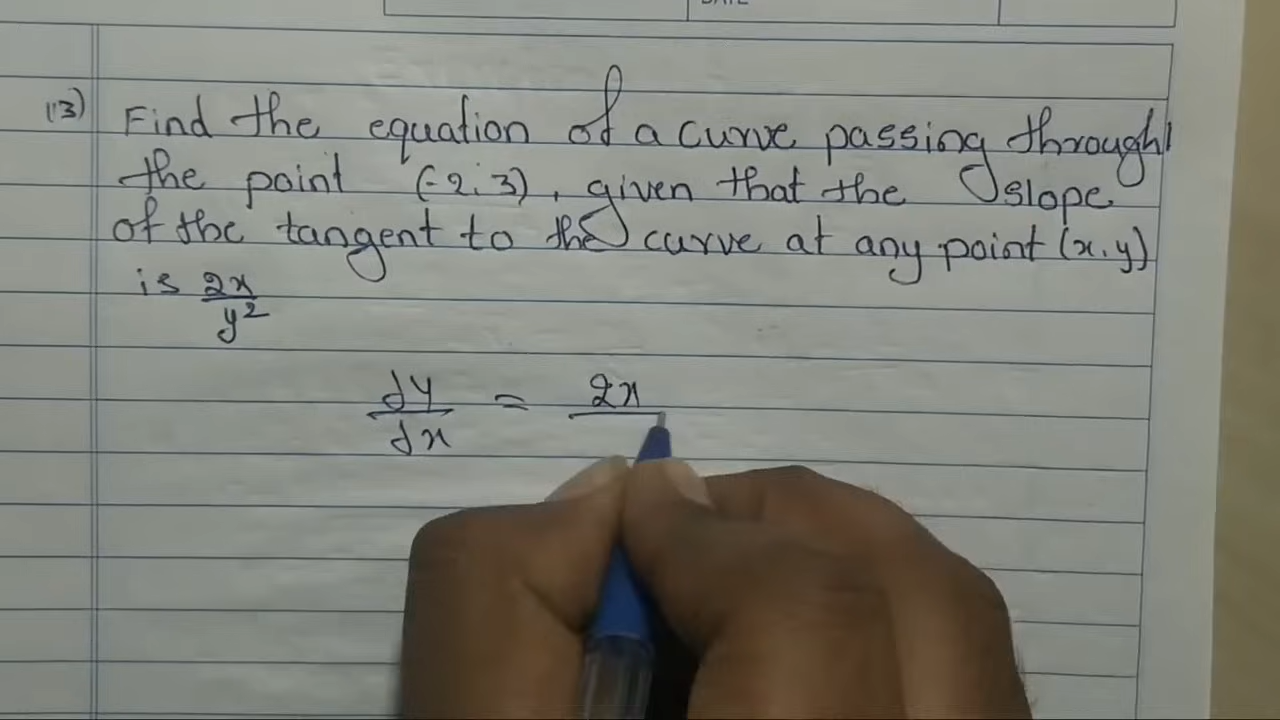 DATE
13) Find the equation of a curve passing through
the point (-2,3), given that the slope
of the tangent to the curve at any point (x,y)
is 2x/y²
dy/dx = 2x